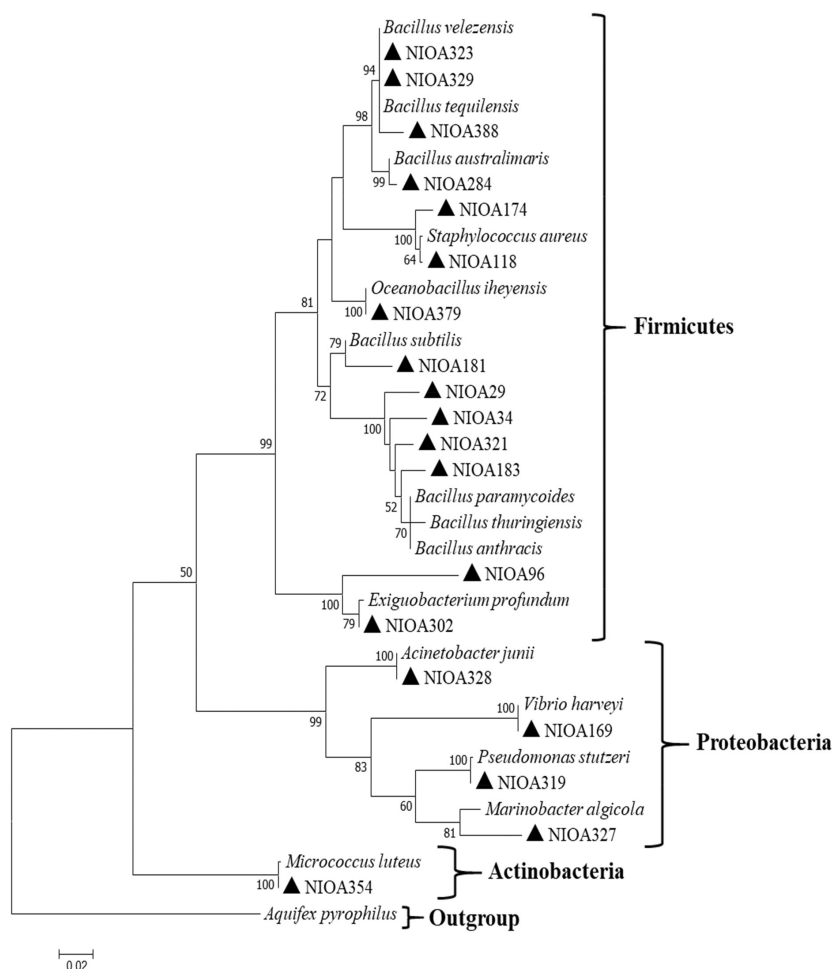 Bacillus velezensis
▲ NIOA323
94
▲ NIOA329
Bacillus tequilensis
98
▲ NIOA388
Bacillus australimaris
99
▲ NIOA284
▲ NIOA174
100
Staphylococcus aureus
64
▲ NIOA118
Oceanobacillus iheyensis
81
100
▲ NIOA379
Firmicutes
79
Bacillus subtilis
▲ NIOA181
72
▲ NIOA29
100
▲ NIOA34
99
▲ NIOA321
▲ NIOA183
52
Bacillus paramycoides
70
Bacillus thuringiensis
Bacillus anthracis
50
▲ NIOA96
100
Exiguobacterium profundum
79
▲ NIOA302
100
Acinetobacter junii
▲ NIOA328
99
100
Vibrio harveyi
▲ NIOA169
Proteobacteria
83
100
Pseudomonas stutzeri
▲ NIOA319
60
Marinobacter algicola
81
▲ NIOA327
Micrococcus luteus
Actinobacteria
100
▲ NIOA354
Aquifex pyrophilus
Outgroup
0.02